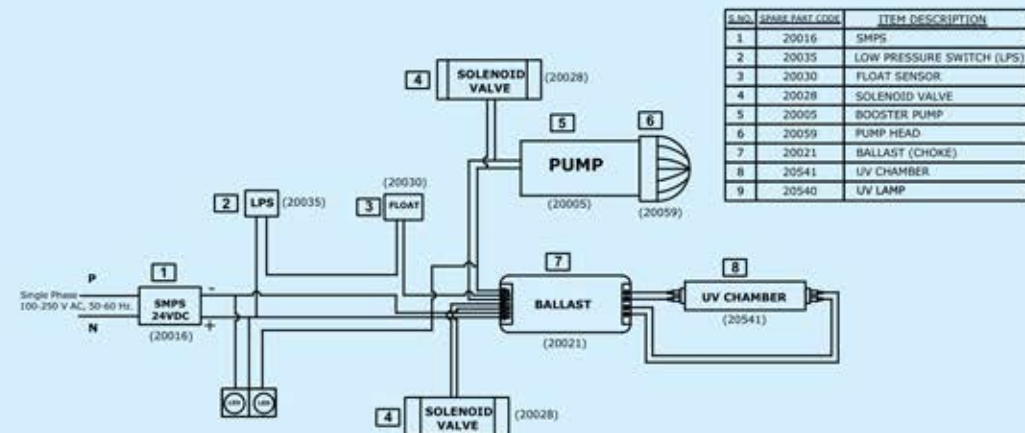 S.NO. SPARE PART CODE ITEM DESCRIPTION
1 20016 SMPS
2 20035 LOW PRESSURE SWITCH (LPS)
3 20030 FLOAT SENSOR
4 20028 SOLENOID VALVE
5 20005 BOOSTER PUMP
6 20059 PUMP HEAD
7 20021 BALLAST (CHOKE)
8 20541 UV CHAMBER
9 20540 UV LAMP
4 SOLENOID (20028)
VALVE
5 6
PUMP
(20005) (20059)
(20030)
2 LPS (20035) 3 FLOAT
P 1
Single Phase
100-250 V AC, 50-60 Hz.
N
SMPS -
24VDC +
(20016)
7
BALLAST
(20021)
8
UV CHAMBER
(20541)
LED LED
4 SOLENOID (20028)
VALVE